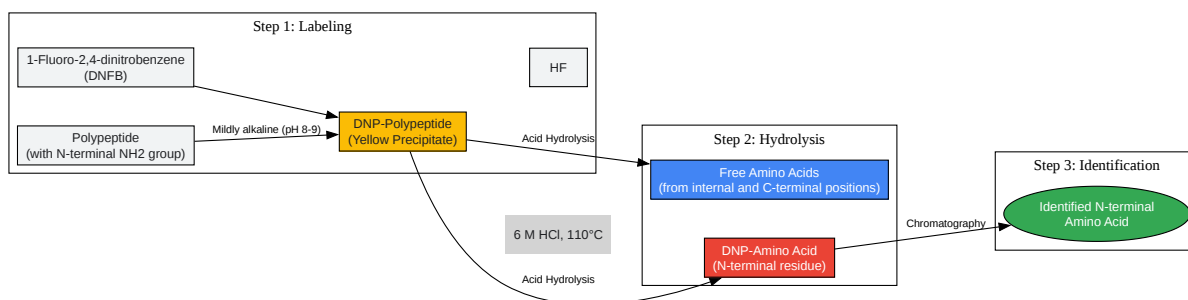 Step 1: Labeling
1-Fluoro-2,4-dinitrobenzene
(DNFB)
HF
Polypeptide
(with N-terminal NH2 group)
Mildly alkaline (pH 8-9)
DNP-Polypeptide
(Yellow Precipitate)
Acid Hydrolysis
6 M HCl, 110°C
Acid Hydrolysis
Step 2: Hydrolysis
Free Amino Acids
(from internal and C-terminal positions)
DNP-Amino Acid
(N-terminal residue)
Chromatography
Step 3: Identification
Identified N-terminal
Amino Acid